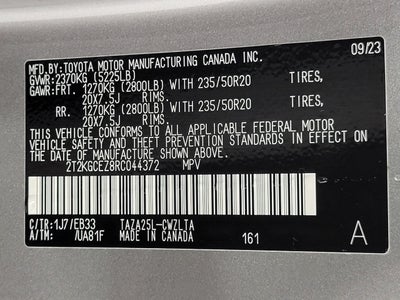 MFD.BY:TOYOTA MOTOR MANUFACTURING CANADA INC.
GVWR:2370KG (5225LB) 09/23
GAWR:FRT. 1270KG (2800LB) WITH 235/50R20 TIRES,
20X7.5J RIMS.
RR. 1270KG (2800LB) WITH 235/50R20 TIRES,
20X7.5J RIMS.
THIS VEHICLE CONFORMS TO ALL APPLICABLE FEDERAL MOTOR
VEHICLE SAFETY AND THEFT PREVENTION STANDARDS IN EFFECT ON
THE DATE OF MANUFACTURE SHOWN ABOVE.
2T2KGCEZ8RC044372 MPV
C/TR:1J7/EB33 TAZA25L-CWZLTA
A/TM: /UA81F MADE IN CANADA 161 A